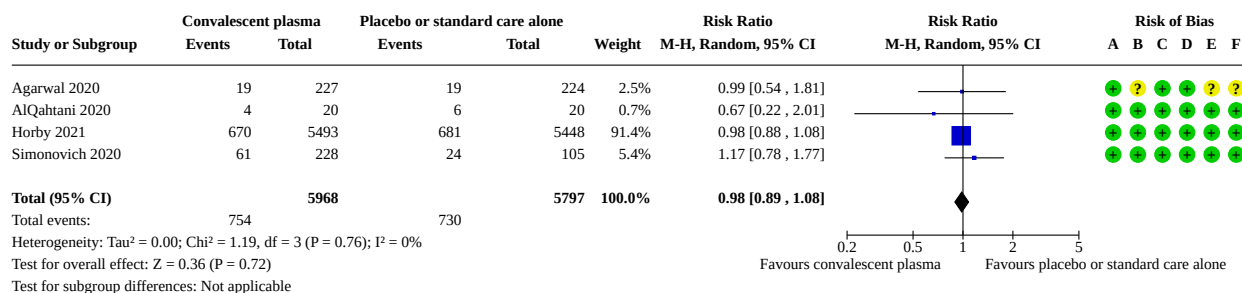 Convalescent plasma Placebo or standard care alone Risk Ratio Risk Ratio Risk of Bias
Study or Subgroup Events Total Events Total Weight M-H, Random, 95% CI M-H, Random, 95% CI A B C D E F
Agarwal 2020 19 227 19 224 2.5% 0.99 [0.54 , 1.81] + ? + + ? ?
AlQahtani 2020 4 20 6 20 0.7% 0.67 [0.22 , 2.01] + + + + + +
Horby 2021 670 5493 681 5448 91.4% 0.98 [0.88 , 1.08] + + + + + +
Simonovich 2020 61 228 24 105 5.4% 1.17 [0.78 , 1.77] + + + + + +
Total (95% CI) 5968 5797 100.0% 0.98 [0.89 , 1.08]
Total events: 754 730
Heterogeneity: Tau² = 0.00; Chi² = 1.19, df = 3 (P = 0.76); I² = 0%
0.2 0.5 1 2 5
Test for overall effect: Z = 0.36 (P = 0.72) Favours convalescent plasma Favours placebo or standard care alone
Test for subgroup differences: Not applicable